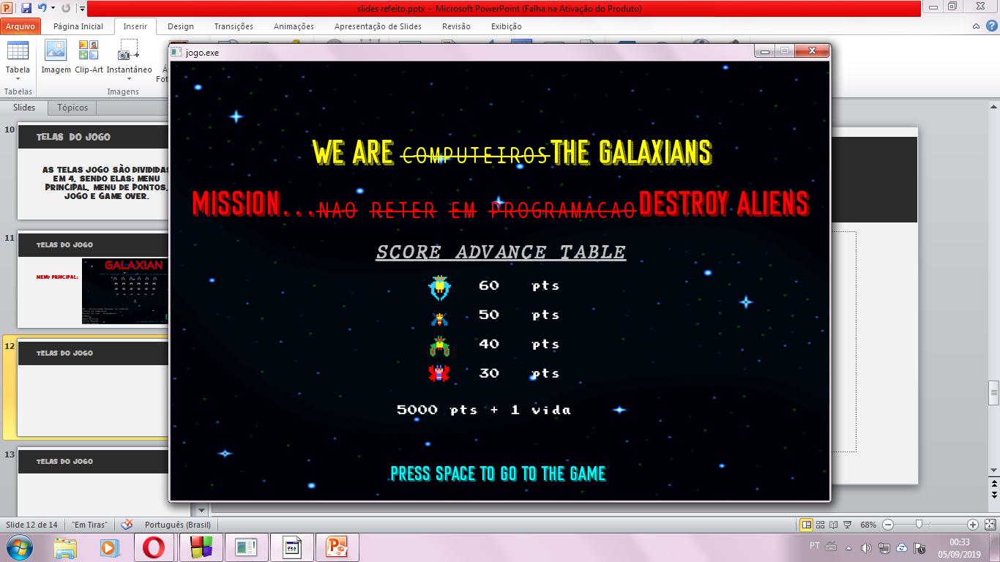 slides refeito.pptx - Microsoft PowerPoint (Falha na Ativação do Produto)
Arquivo Página Inicial Inserir Design Transições Animações Apresentação de Slides Revisão Exibição
Tabela Imagem Clip-Art Instantâneo
Tabelas Imagens
jogo.exe
Slides Tópicos
10 TELAS DO JOGO
AS TELAS JOGO SÃO DIVIDIDAS
EM 4, SENDO ELAS: MENU
PRINCIPAL, MENU DE PONTOS,
JOGO E GAME OVER.
11 TELAS DO JOGO
MENU PRINCIPAL:
GALAXIAN
12 TELAS DO JOGO
13 TELAS DO JOGO
WE ARE COMPUTEIROS THE GALAXIANS
MISSION...NAO RETER EM PROGRAMACAO DESTROY ALIENS
SCORE ADVANCE TABLE
60 pts
50 pts
40 pts
30 pts
5000 pts + 1 vida
PRESS SPACE TO GO TO THE GAME
Slide 12 de 14 "Em Tiras" Português (Brasil) 68%
PT 00:33
05/09/2019